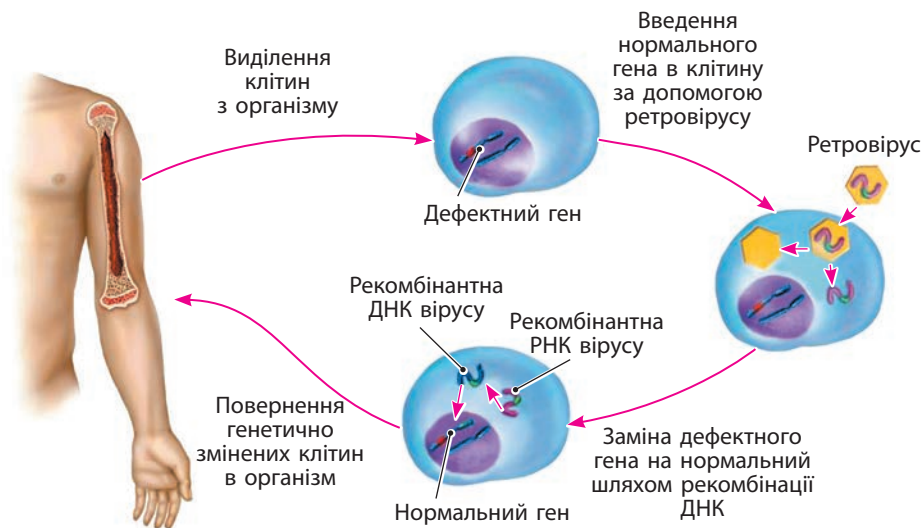 Виділення
клітин
з організму
Введення
нормального
гена в клітину
за допомогою
ретровірусу
Ретровірус
Дефектний ген
Рекомбінантна
ДНК вірусу
Рекомбінантна
РНК вірусу
Повернення
генетично
змінених клітин
в організм
Нормальний ген
Заміна дефектного
гена на нормальний
шляхом рекомбінації
ДНК